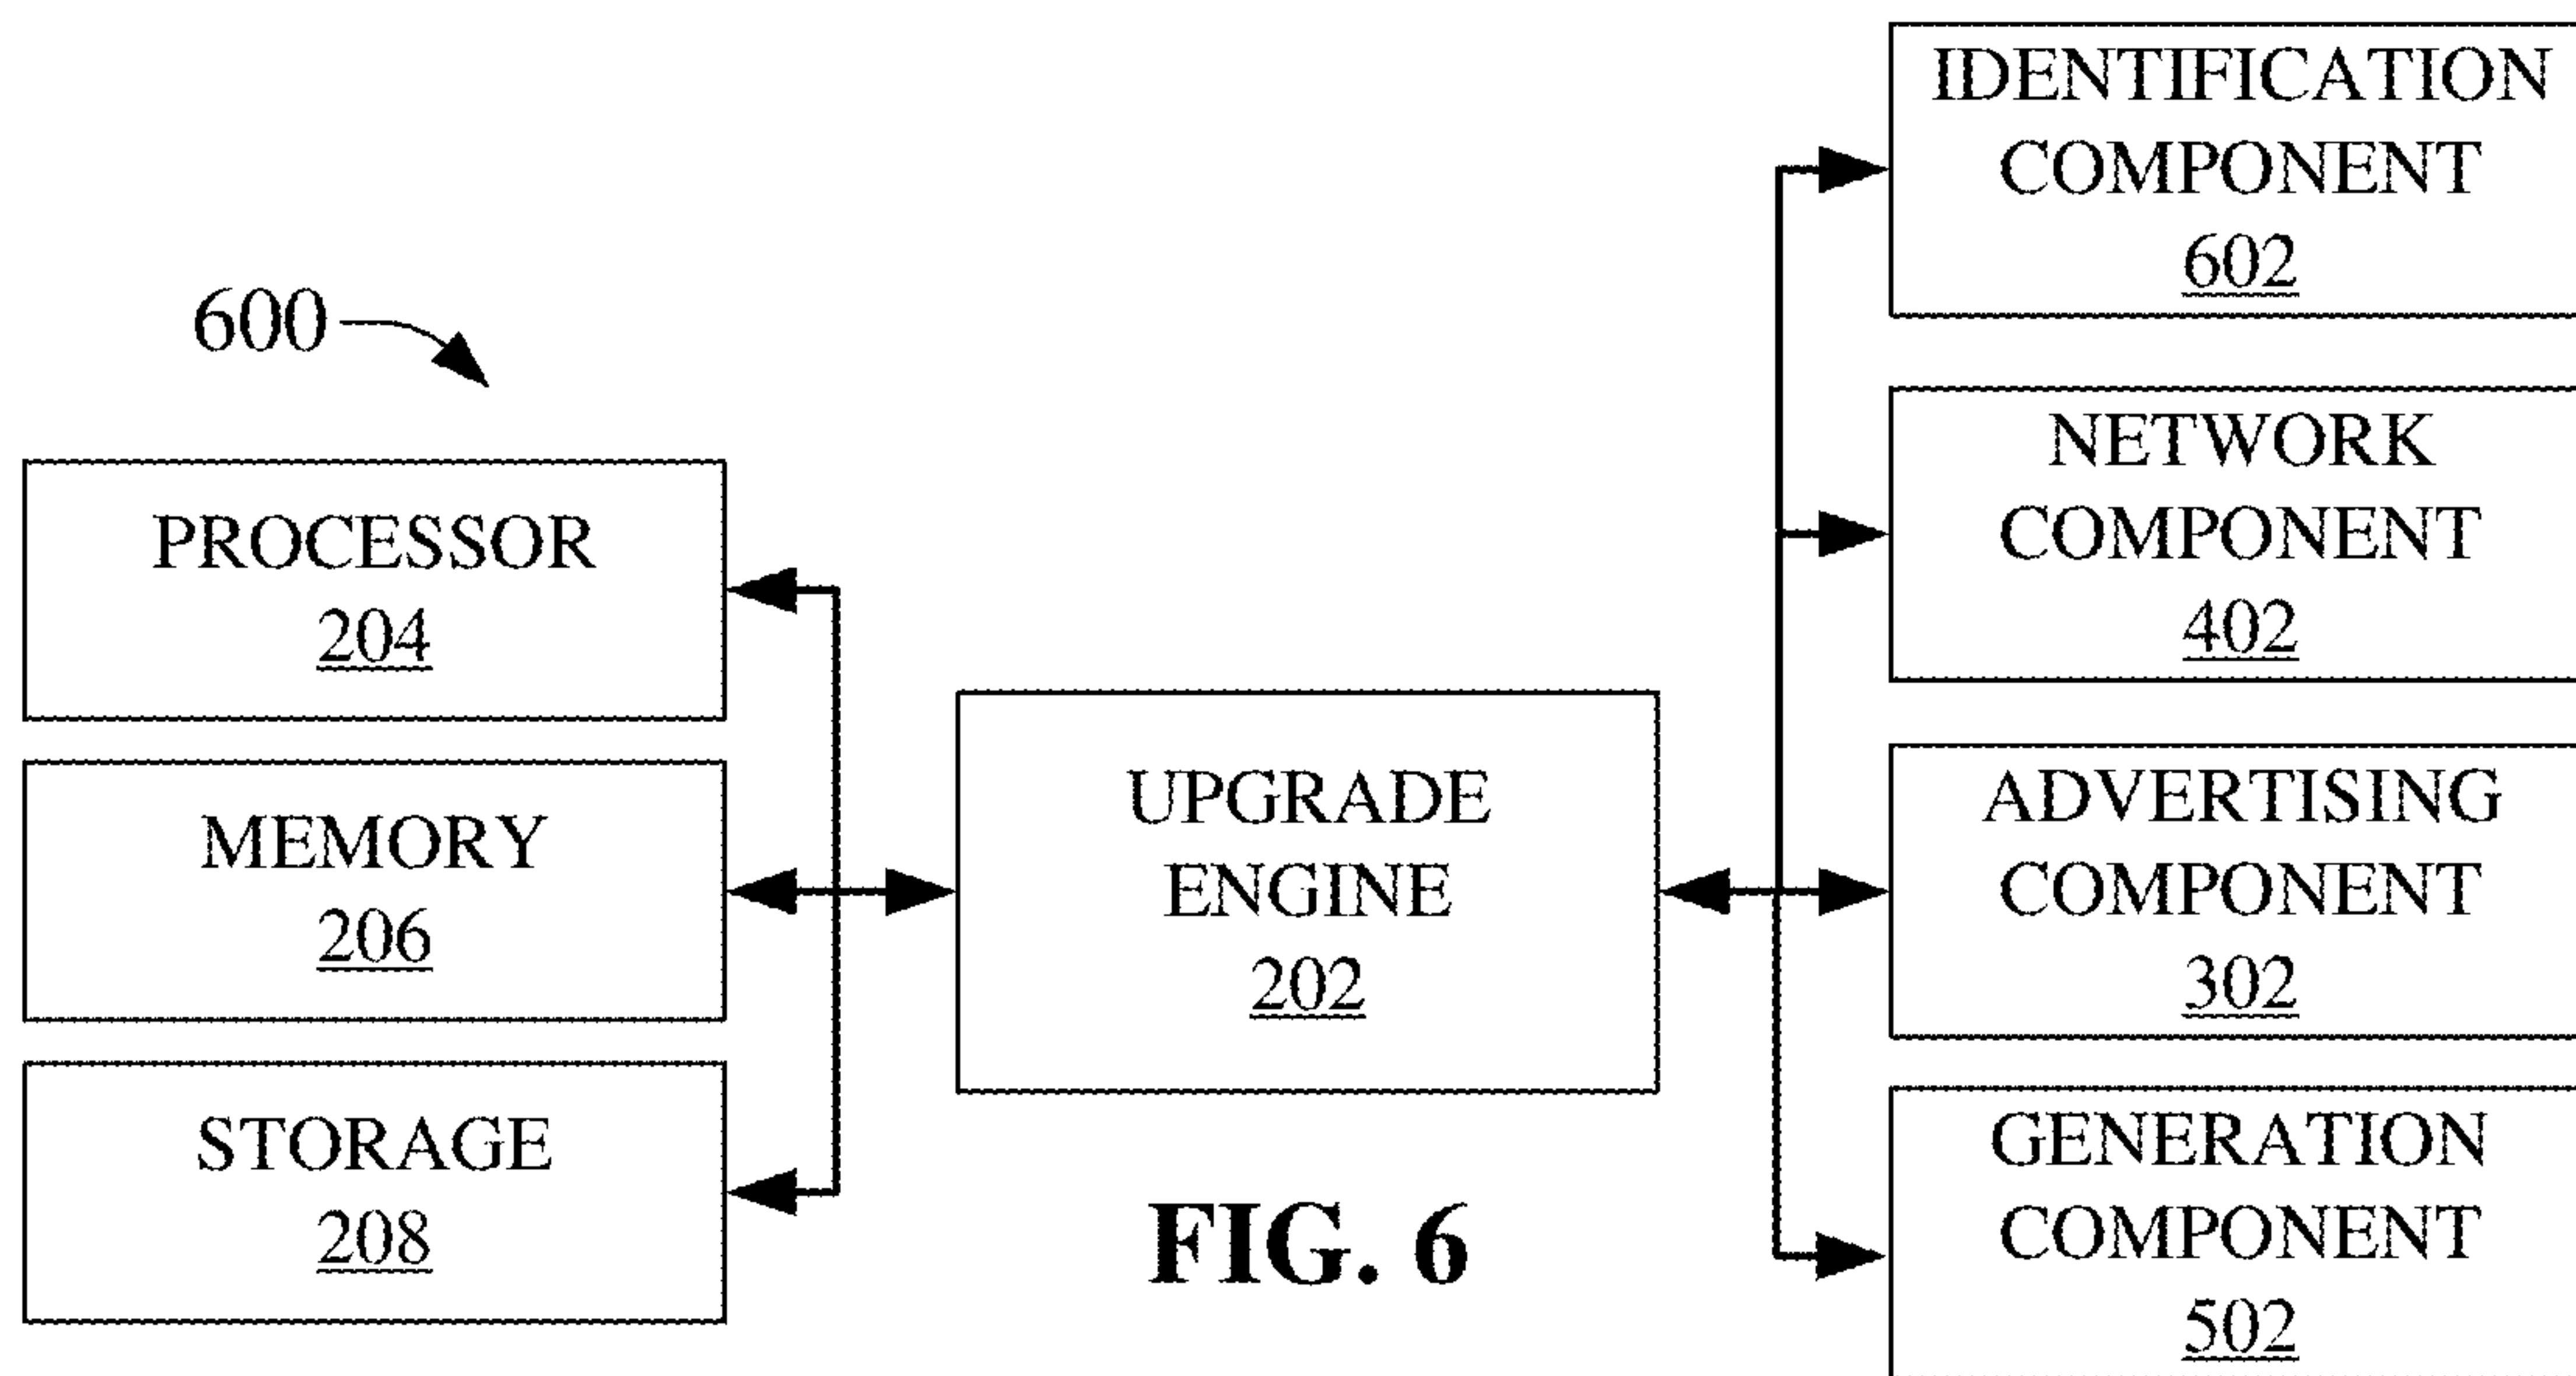 600
PROCESSOR
204
MEMORY
206
STORAGE
208
UPGRADE
ENGINE
202
IDENTIFICATION
COMPONENT
602
NETWORK
COMPONENT
402
ADVERTISING
COMPONENT
302
GENERATION
COMPONENT
502
FIG. 6